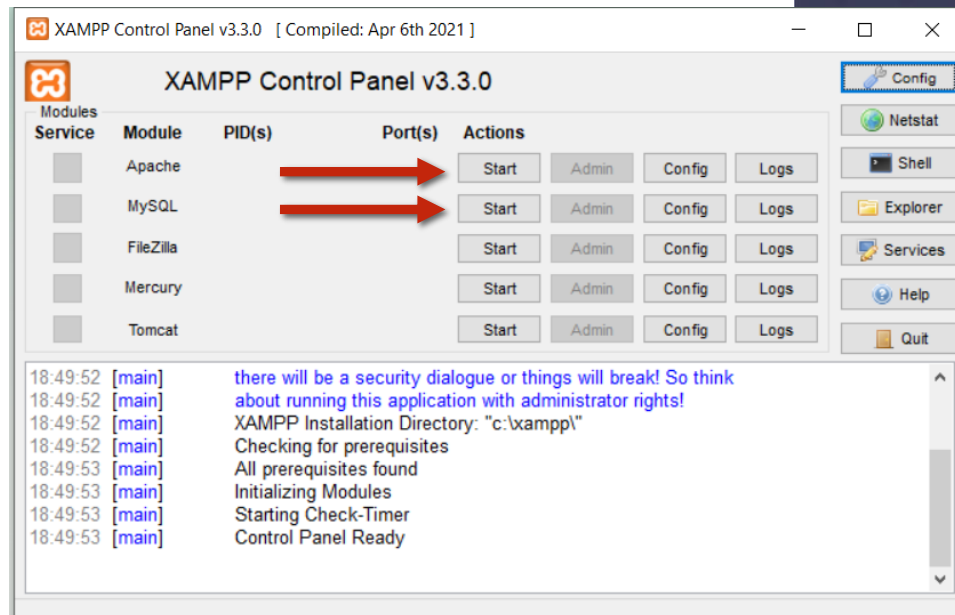 XAMPP Control Panel v3.3.0 [ Compiled: Apr 6th 2021 ]
XAMPP Control Panel v3.3.0
Config
Modules
Service Module PID(s) Port(s) Actions
Netstat
Apache Start Admin Config Logs
Shell
MySQL Start Admin Config Logs
Explorer
FileZilla Start Admin Config Logs
Services
Mercury Start Admin Config Logs
Help
Tomcat Start Admin Config Logs
Quit
18:49:52 [main] there will be a security dialogue or things will break! So think
18:49:52 [main] about running this application with administrator rights!
18:49:52 [main] XAMPP Installation Directory: "c:\xampp\"
18:49:52 [main] Checking for prerequisites
18:49:53 [main] All prerequisites found
18:49:53 [main] Initializing Modules
18:49:53 [main] Starting Check-Timer
18:49:53 [main] Control Panel Ready